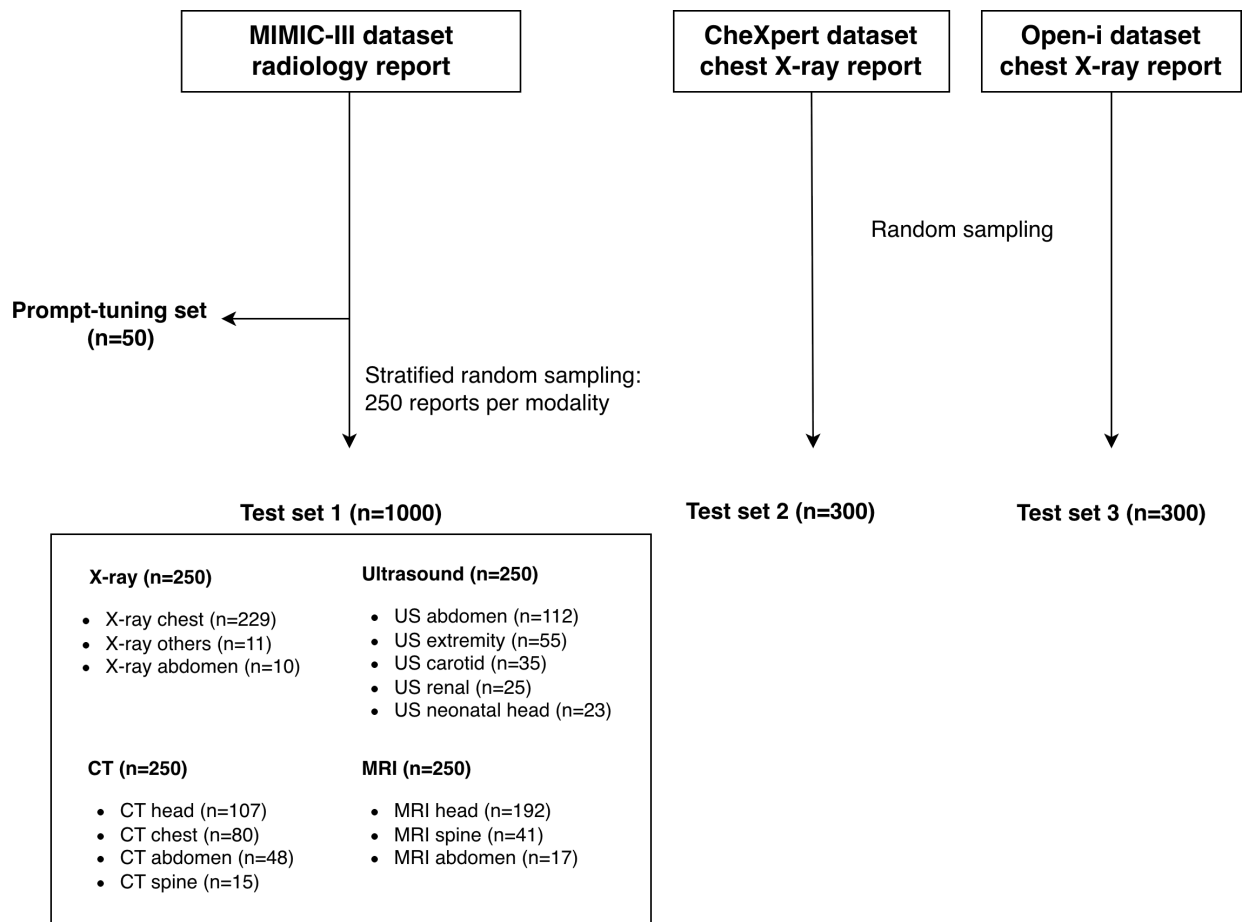 MIMIC-III dataset
radiology report
CheXpert dataset
chest X-ray report
Open-i dataset
chest X-ray report
Random sampling
Prompt-tuning set
(n=50)
Stratified random sampling:
250 reports per modality
Test set 1 (n=1000)
Test set 2 (n=300)
Test set 3 (n=300)
X-ray (n=250)
• X-ray chest (n=229)
• X-ray others (n=11)
• X-ray abdomen (n=10)
Ultrasound (n=250)
• US abdomen (n=112)
• US extremity (n=55)
• US carotid (n=35)
• US renal (n=25)
• US neonatal head (n=23)
CT (n=250)
• CT head (n=107)
• CT chest (n=80)
• CT abdomen (n=48)
• CT spine (n=15)
MRI (n=250)
• MRI head (n=192)
• MRI spine (n=41)
• MRI abdomen (n=17)